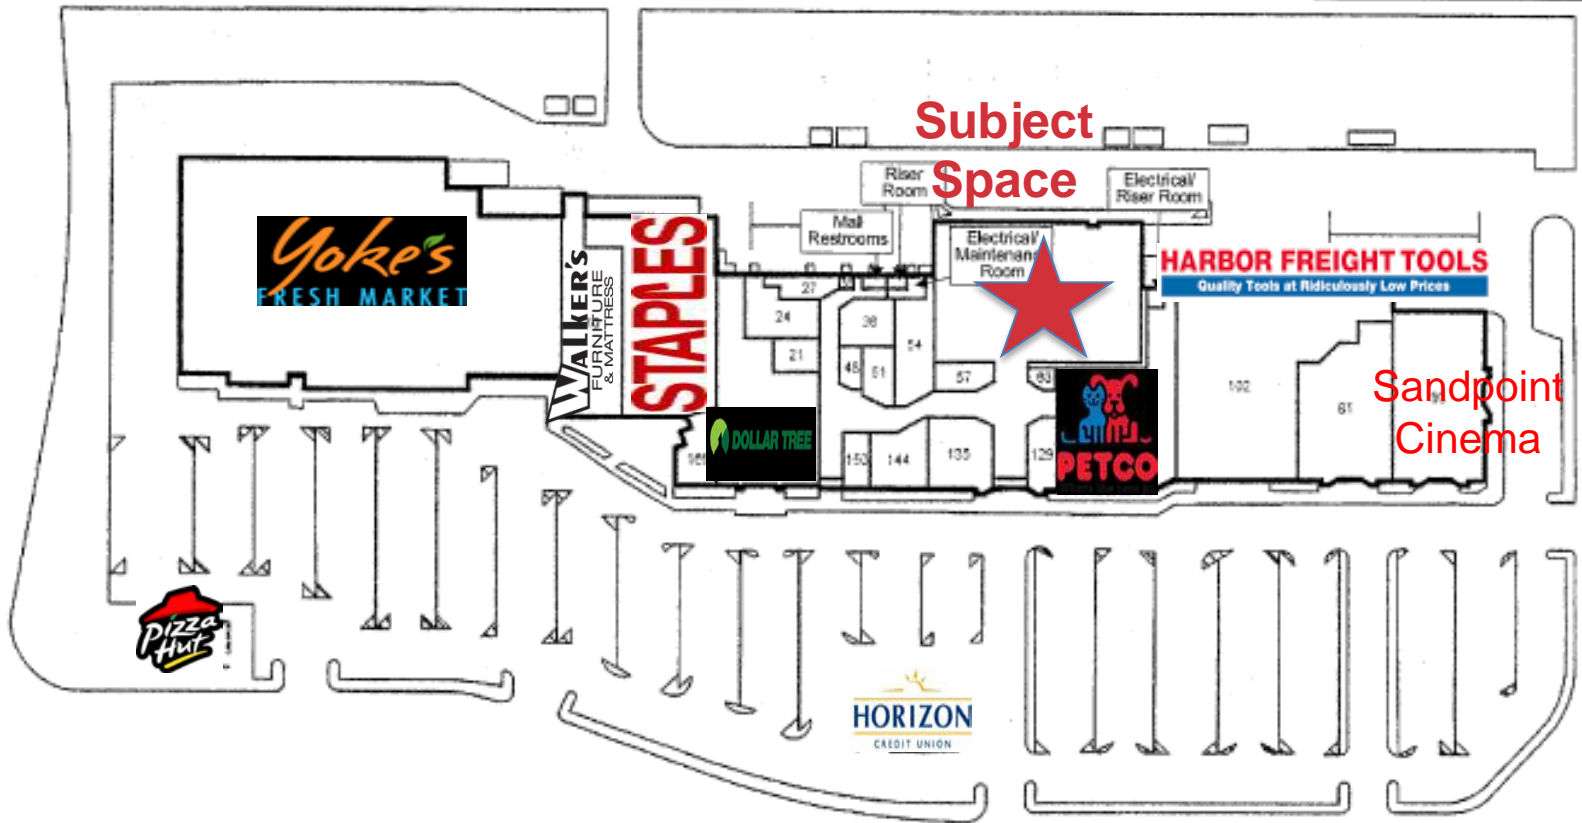 Subject
Space
Riser
Room
Electrical/
Riser Room
Mall
Restrooms
Electrical/
Maintenance
Room
Yoke's
FRESH MARKET
WALKER'S
FURNITURE
& MATTRESS
STAPLES
HARBOR FREIGHT TOOLS
Quality Tools at Ridiculously Low Prices
27
24
21
36
51
54
57
63
102
61
Sandpoint
Cinema
DOLLAR TREE
150
144
135
129
PETCO
Pizza
Hut
HORIZON
CREDIT UNION